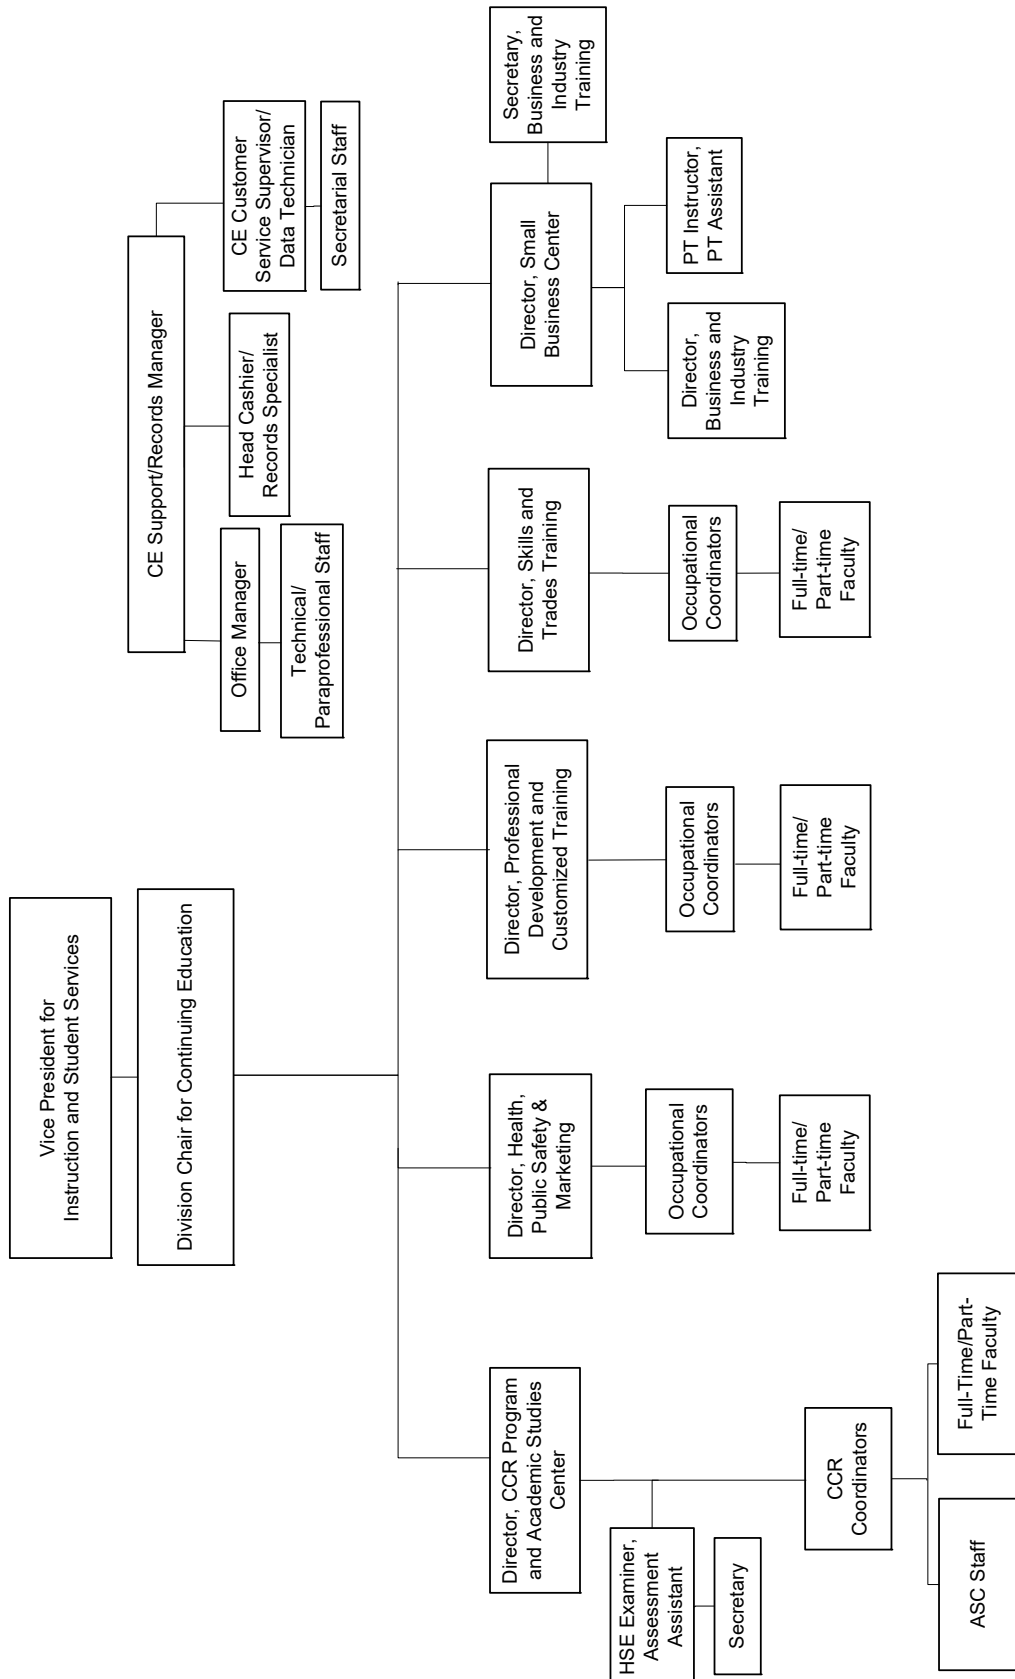 Vice President for
Instruction and Student Services
Division Chair for Continuing Education
CE Support/Records Manager
Office Manager
Technical/
Paraprofessional Staff
Head Cashier/
Records Specialist
CE Customer
Service Supervisor/
Data Technician
Secretarial Staff
Director, CCR Program
and Academic Studies
Center
HSE Examiner,
Assessment
Assistant
Secretary
CCR
Coordinators
ASC Staff
Full-Time/Part-
Time Faculty
Director, Health,
Public Safety &
Marketing
Occupational
Coordinators
Full-time/
Part-time
Faculty
Director, Professional
Development and
Customized Training
Occupational
Coordinators
Full-time/
Part-time
Faculty
Director, Skills and
Trades Training
Occupational
Coordinators
Full-time/
Part-time
Faculty
Director, Small
Business Center
Secretary,
Business and
Industry
Training
Director,
Business and
Industry
Training
PT Instructor,
PT Assistant